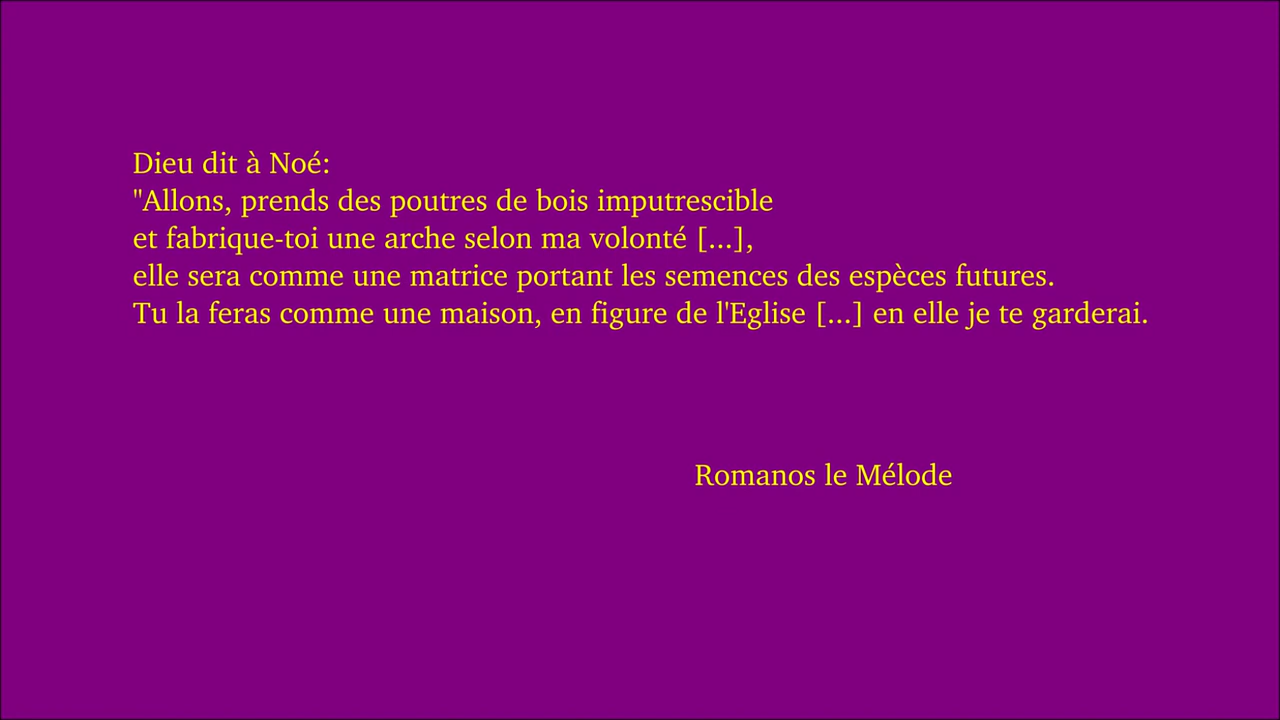 Dieu dit à Noé:
"Allons, prends des poutres de bois imputrescible
et fabrique-toi une arche selon ma volonté [...],
elle sera comme une matrice portant les semences des espèces futures.
Tu la feras comme une maison, en figure de l'Eglise [...] en elle je te garderai.
Romanos le Mélode